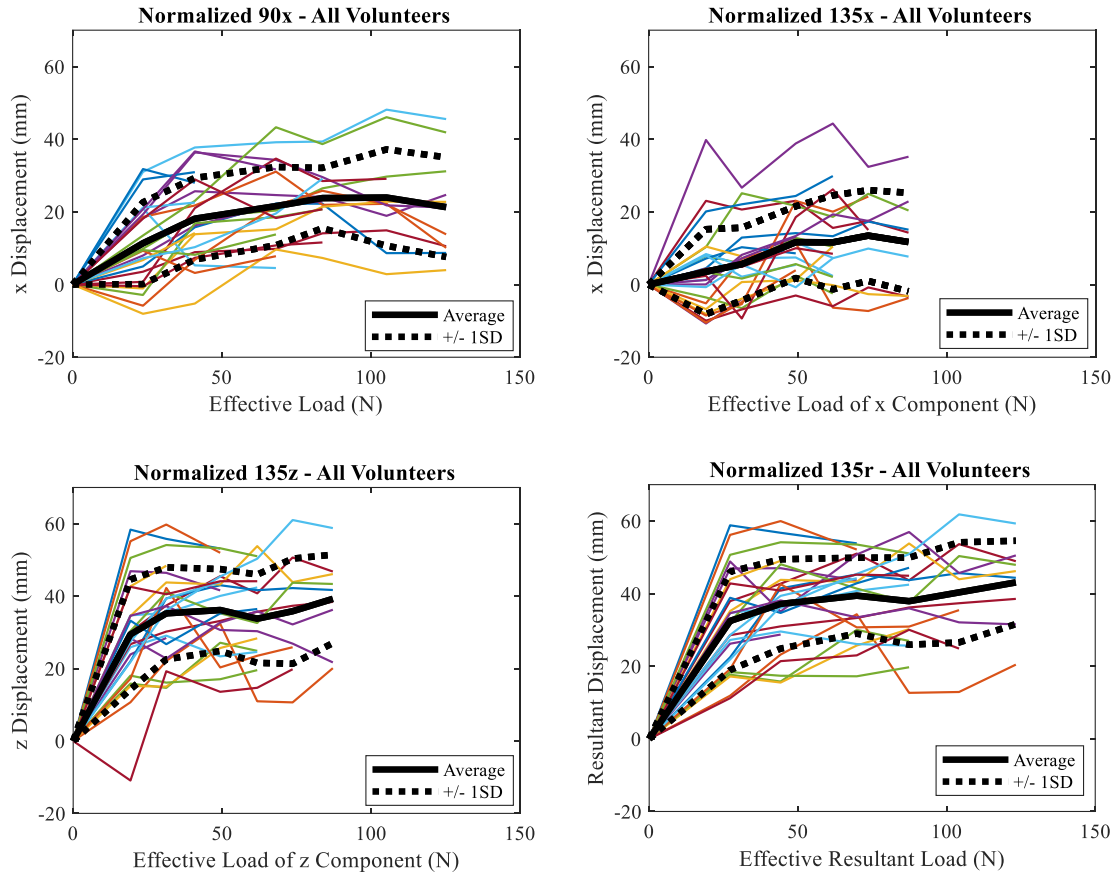 Normalized 90x - All Volunteers
x Displacement (mm)
60
40
20
0
-20
0
50
100
150
Effective Load (N)
Average
+/- 1SD
Normalized 135x - All Volunteers
x Displacement (mm)
60
40
20
0
-20
0
50
100
150
Effective Load of x Component (N)
Average
+/- 1SD
Normalized 135z - All Volunteers
z Displacement (mm)
60
40
20
0
-20
0
50
100
150
Effective Load of z Component (N)
Average
+/- 1SD
Normalized 135r - All Volunteers
Resultant Displacement (mm)
60
40
20
0
-20
0
50
100
150
Effective Resultant Load (N)
Average
+/- 1SD